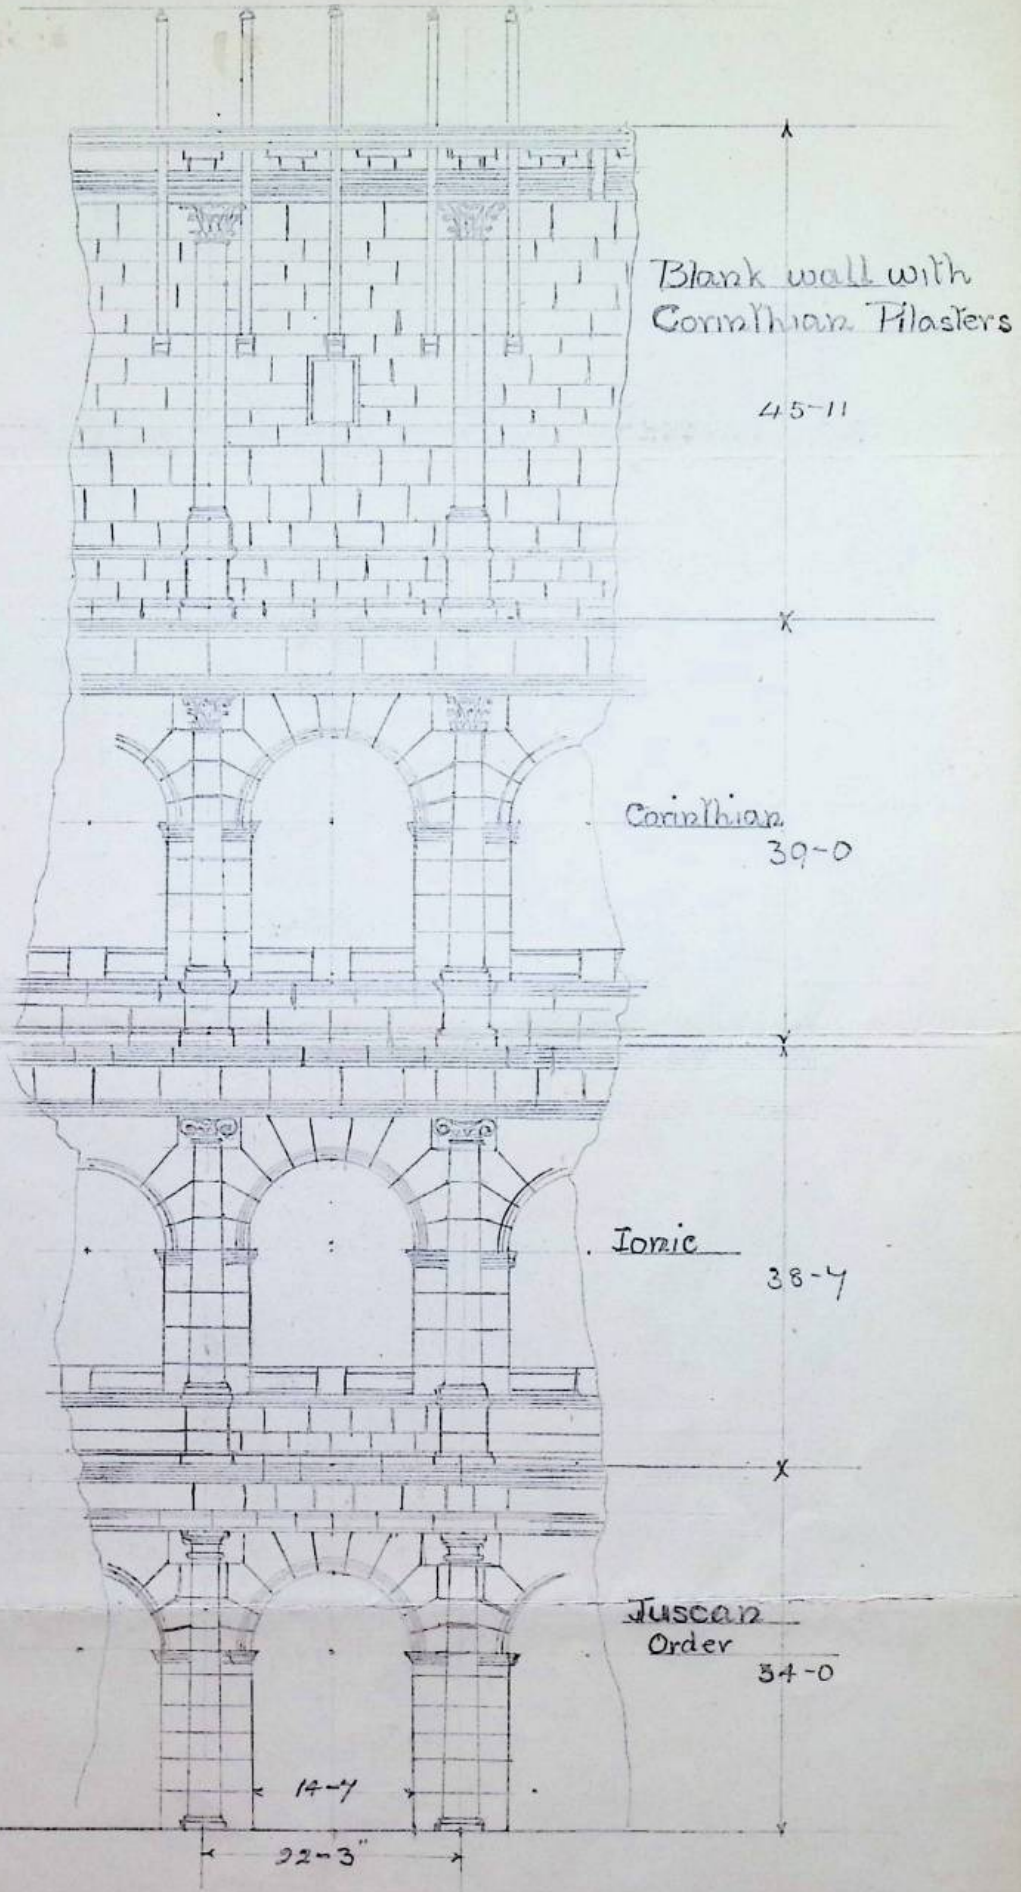 Blank wall with
Corinthian Pilasters
45-11
Corinthian
39-0
Ionic
38-4
Tuscan
Order
34-0
14-4
22-3"